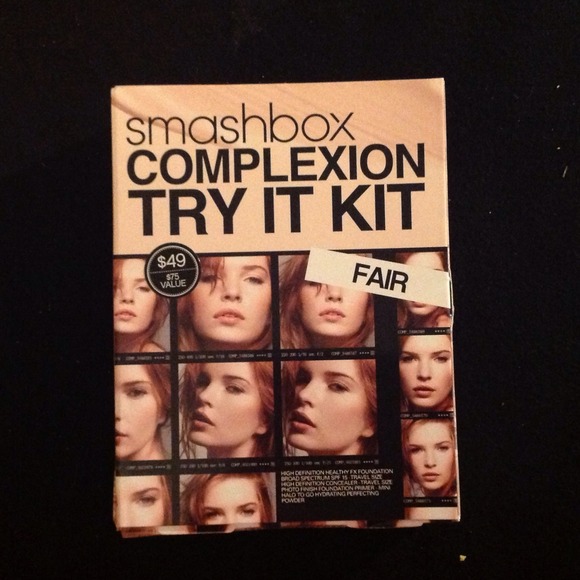 smashbox
COMPLEXION
TRY IT KIT
$49
$75
VALUE
FAIR
HIGH DEFINITION HEALTHY FX FOUNDATION
BROAD SPECTRUM SPF 15 · TRAVEL SIZE
HIGH DEFINITION CONCEALER · TRAVEL SIZE
PHOTO FINISH FOUNDATION PRIMER · MINI
HALO TO GO HYDRATING PERFECTING
POWDER